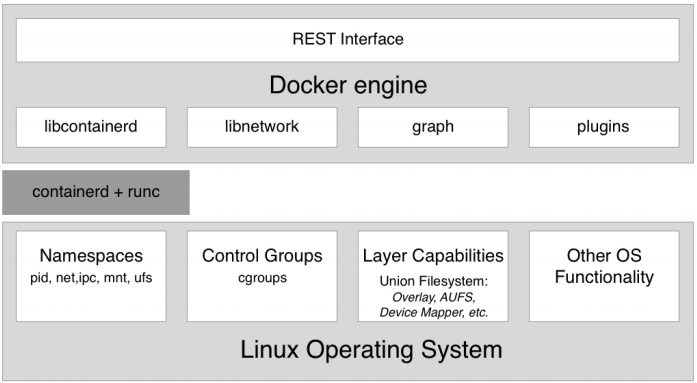 REST Interface
Docker engine
libcontainerd
libnetwork
graph
plugins
containerd + runc
Namespaces
pid, net,ipc, mnt, ufs
Control Groups
cgroups
Layer Capabilities
Union Filesystem:
Overlay, AUFS,
Device Mapper, etc.
Other OS
Functionality
Linux Operating System